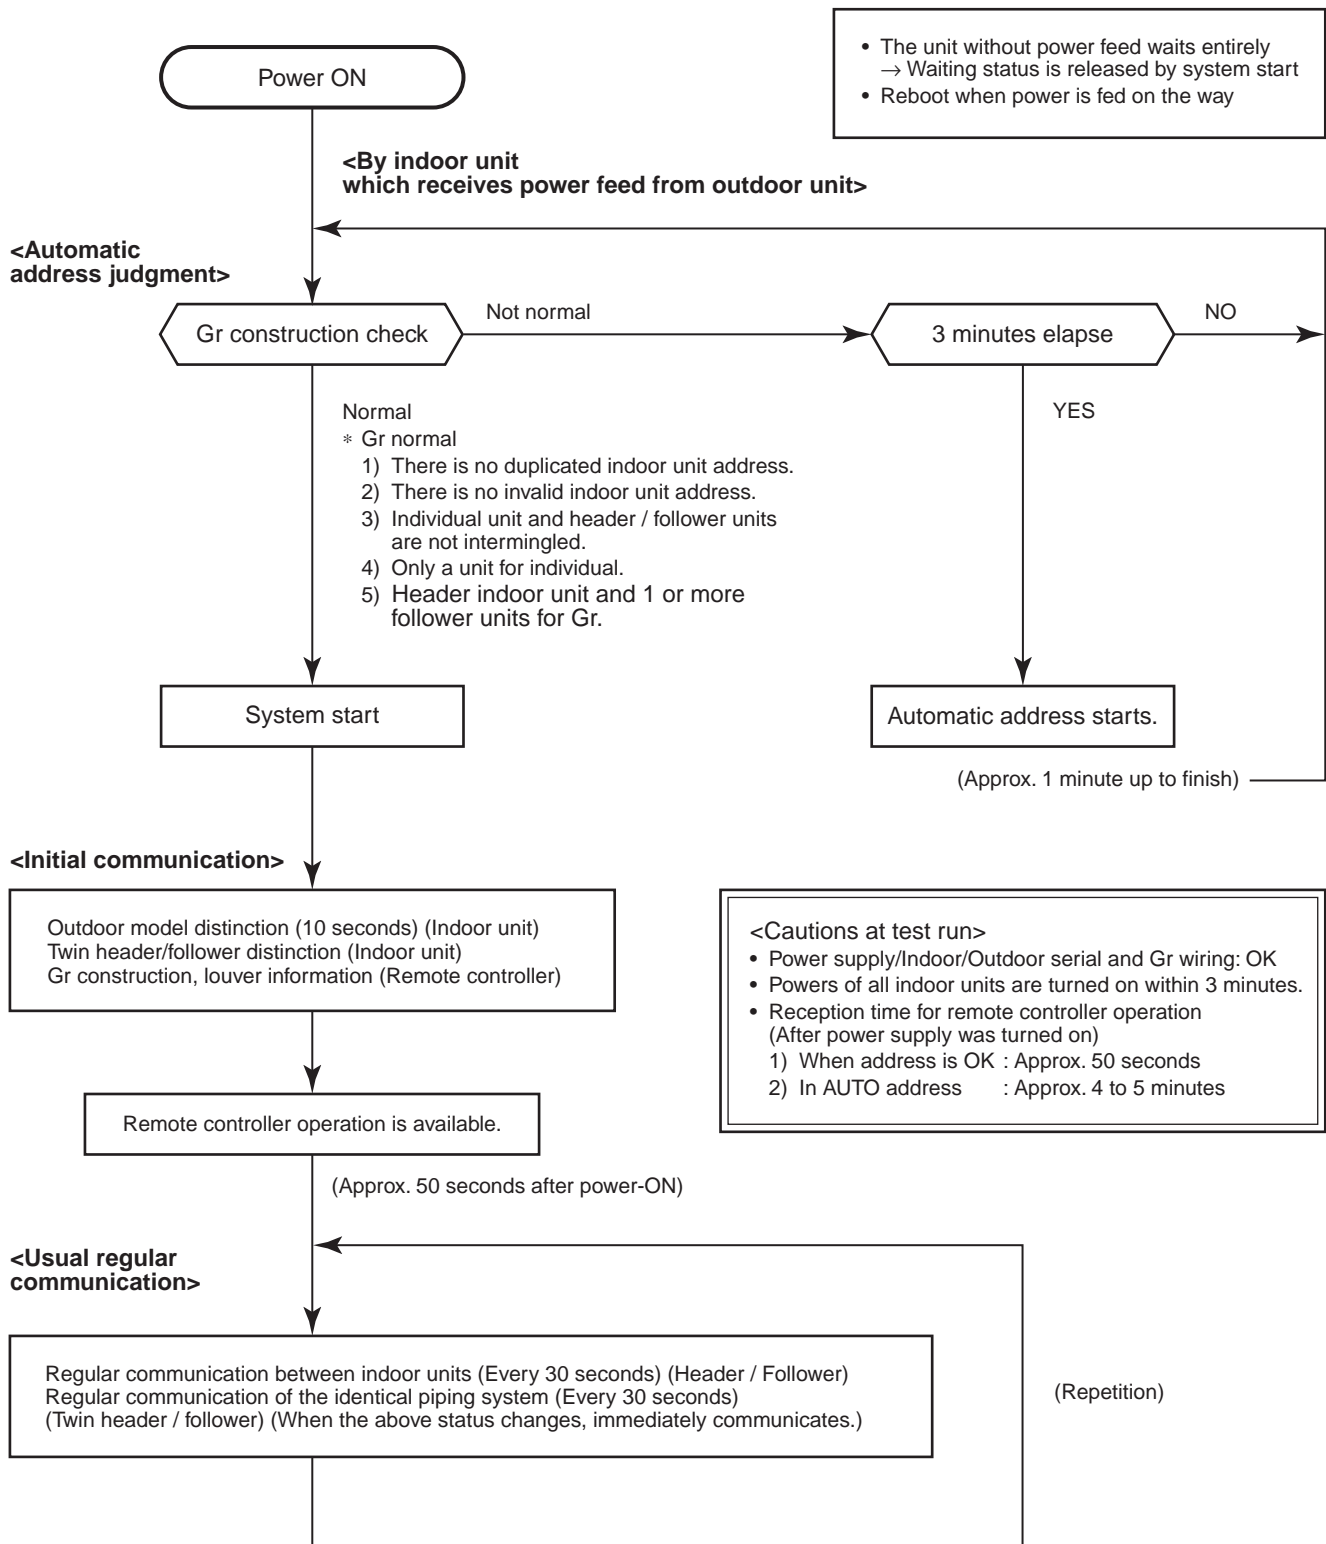 Power ON
• The unit without power feed waits entirely
→ Waiting status is released by system start
• Reboot when power is fed on the way
<By indoor unit
which receives power feed from outdoor unit>
<Automatic
address judgment>
Gr construction check
Not normal
3 minutes elapse
NO
Normal
* Gr normal
1) There is no duplicated indoor unit address.
2) There is no invalid indoor unit address.
3) Individual unit and header / follower units
are not intermingled.
4) Only a unit for individual.
5) Header indoor unit and 1 or more
follower units for Gr.
YES
System start
Automatic address starts.
(Approx. 1 minute up to finish)
<Initial communication>
Outdoor model distinction (10 seconds) (Indoor unit)
Twin header/follower distinction (Indoor unit)
Gr construction, louver information (Remote controller)
<Cautions at test run>
• Power supply/Indoor/Outdoor serial and Gr wiring: OK
• Powers of all indoor units are turned on within 3 minutes.
• Reception time for remote controller operation
(After power supply was turned on)
1) When address is OK : Approx. 50 seconds
2) In AUTO address : Approx. 4 to 5 minutes
Remote controller operation is available.
(Approx. 50 seconds after power-ON)
<Usual regular
communication>
Regular communication between indoor units (Every 30 seconds) (Header / Follower)
Regular communication of the identical piping system (Every 30 seconds)
(Twin header / follower) (When the above status changes, immediately communicates.)
(Repetition)